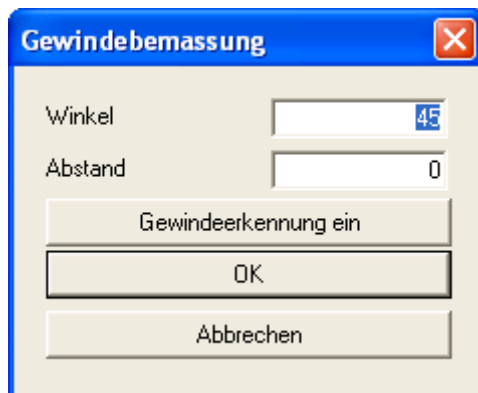 Gewindebemassung
Winkel 45
Abstand 0
Gewindeerkennung ein
OK
Abbrechen